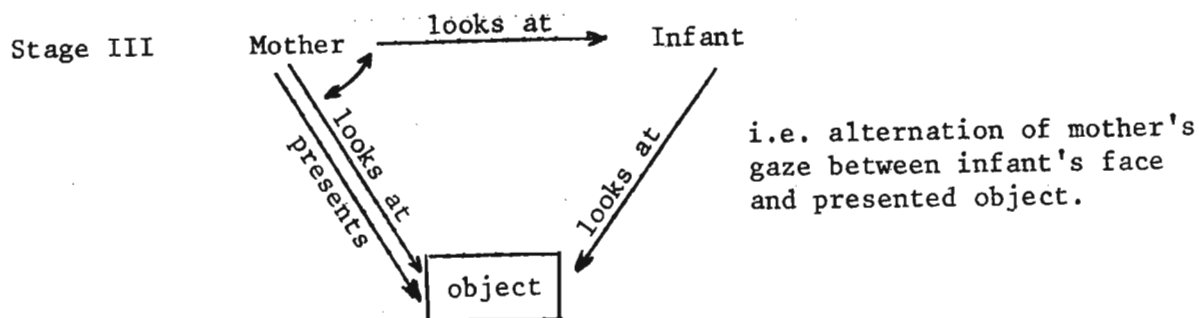 Stage III
Mother
looks at
Infant
looks at
presents
looks at
i.e. alternation of mother's
gaze between infant's face
and presented object.
object